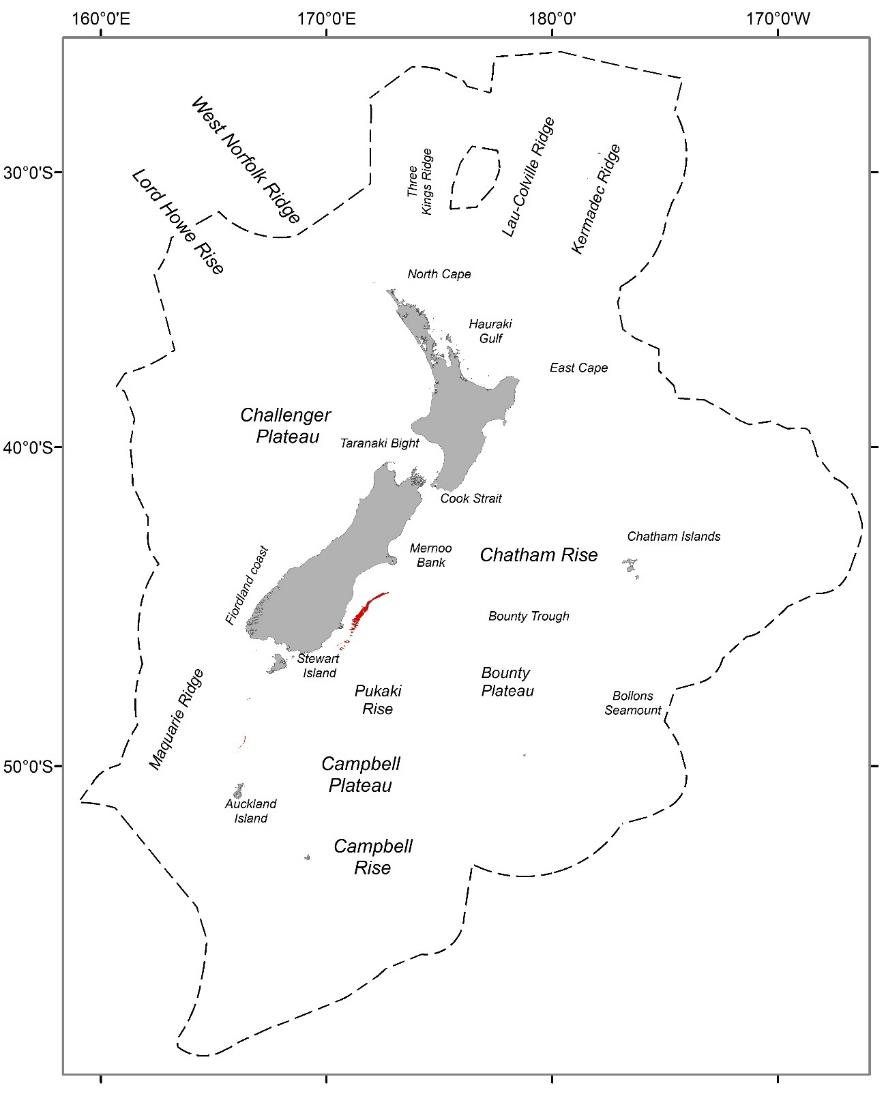 160°0'E 170°0'E 180°0' 170°0'W
West Norfolk Ridge
Lord Howe Rise
Three
Kings Ridge
Lau-Colville Ridge
Kermadec Ridge
30°0'S
North Cape
Hauraki
Gulf
East Cape
Challenger
Plateau
Taranaki Bight
40°0'S
Cook Strait
Mernoo
Bank
Chatham Rise
Chatham Islands
Fiordland coast
Bounty Trough
Stewart
Island
Pukaki
Rise
Bounty
Plateau
Bollons
Seamount
Maquarie Ridge
50°0'S
Campbell
Plateau
Auckland
Island
Campbell
Rise